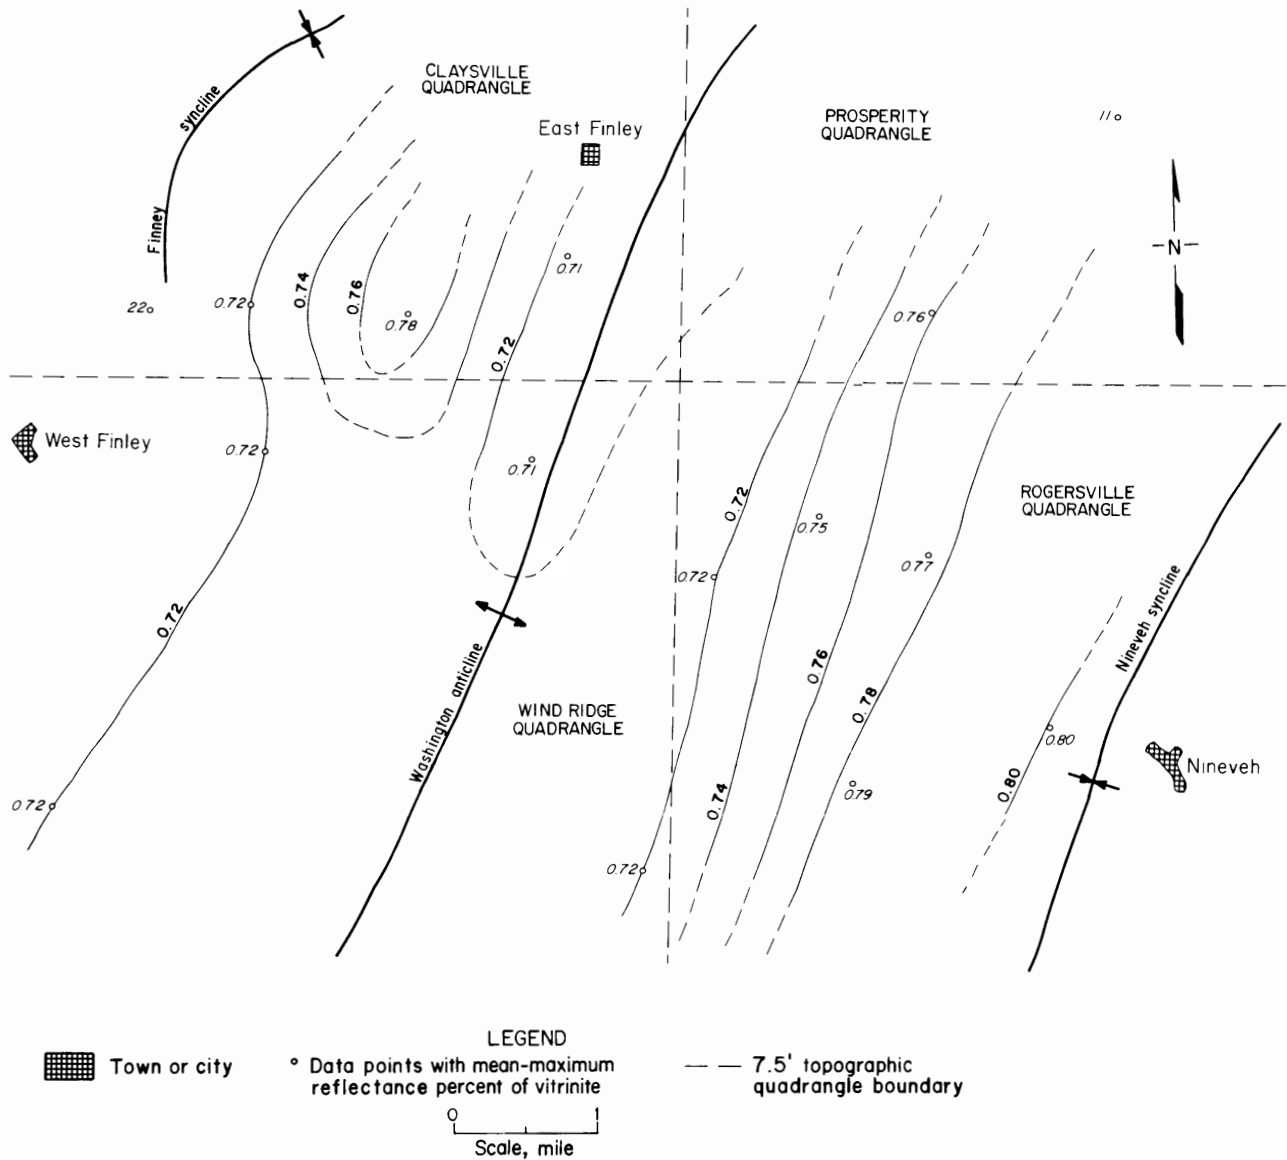 CLAYSVILLE
QUADRANGLE
syncline
Finney
East Finley
PROSPERITY
QUADRANGLE
11
N
0.71
0.74
0.76
0.72
22
0.78
0.76
0.72
West Finley
0.72
0.71
0.72
ROGERSVILLE
QUADRANGLE
0.75
0.77
0.72
Nineveh syncline
0.72
0.76
0.78
Washington anticline
WIND RIDGE
QUADRANGLE
0.80
Nineveh
0.80
0.79
0.74
0.72
0.72
LEGEND
Town or city
Data points with mean-maximum
reflectance percent of vitrinite
7.5' topographic
quadrangle boundary
0 1
Scale, mile